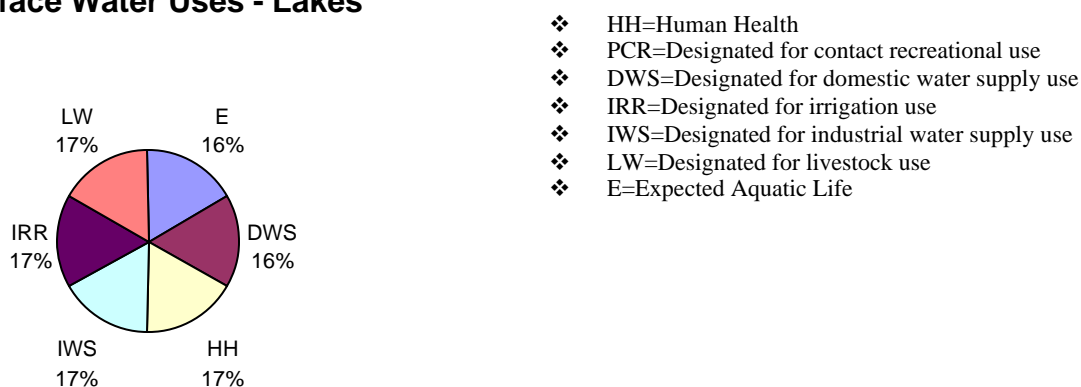 Water Uses - Lakes
LW
17%
E
16%
IRR
17%
DWS
16%
IWS
17%
HH
17%
❖ HH=Human Health
❖ PCR=Designated for contact recreational use
❖ DWS=Designated for domestic water supply use
❖ IRR=Designated for irrigation use
❖ IWS=Designated for industrial water supply use
❖ LW=Designated for livestock use
❖ E=Expected Aquatic Life